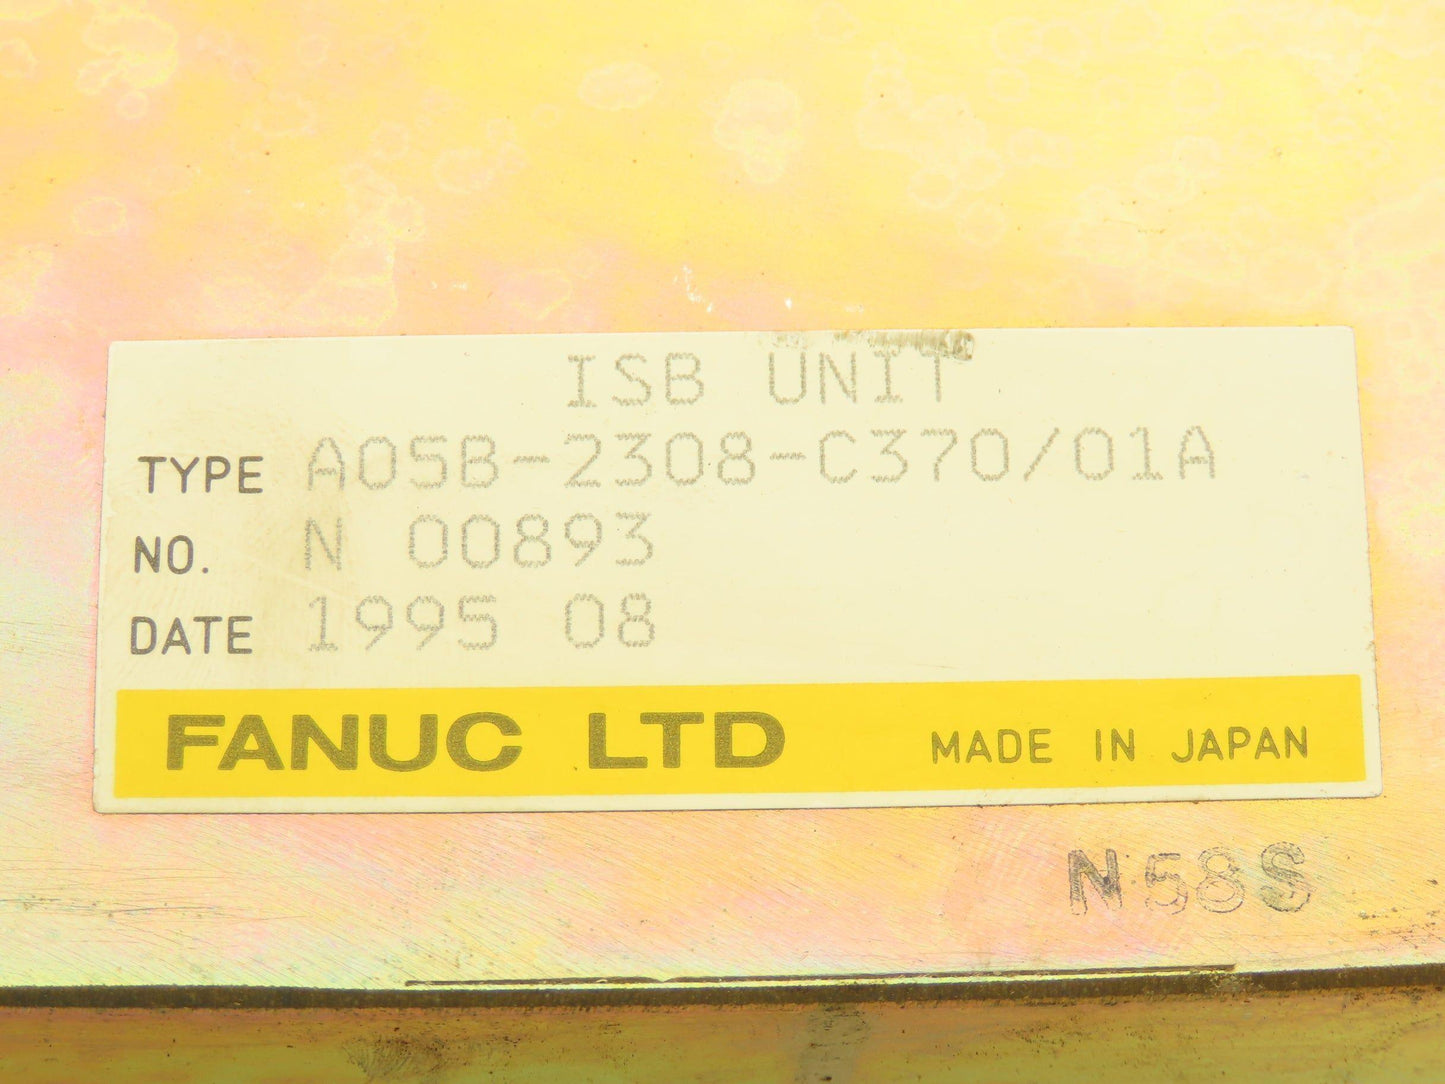 ISB UNIT
TYPE A05B-2308-C370/01A
NO. N 00893
DATE 1995 08
FANUC LTD MADE IN JAPAN
N58S